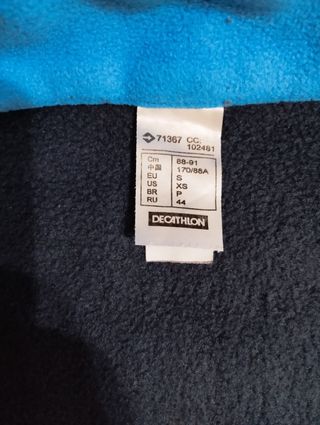 71367 CC:
102481
Cm 88-91
中国 170/88A
EU S
US XS
BR P
RU 44
DECATHLON